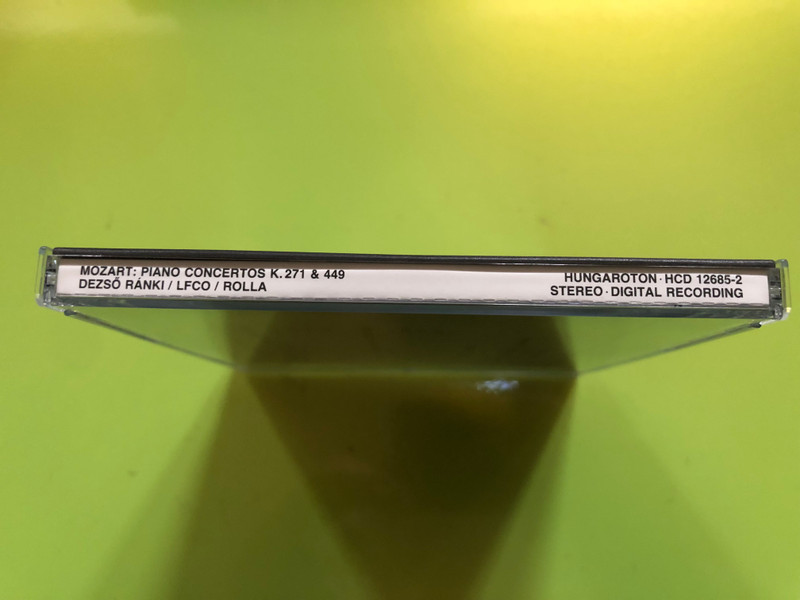 MOZART: PIANO CONCERTOS K. 271 & 449
DEZSŐ RÁNKI / LFCO / ROLLA
HUNGAROTON · HCD 12685-2
STEREO · DIGITAL RECORDING